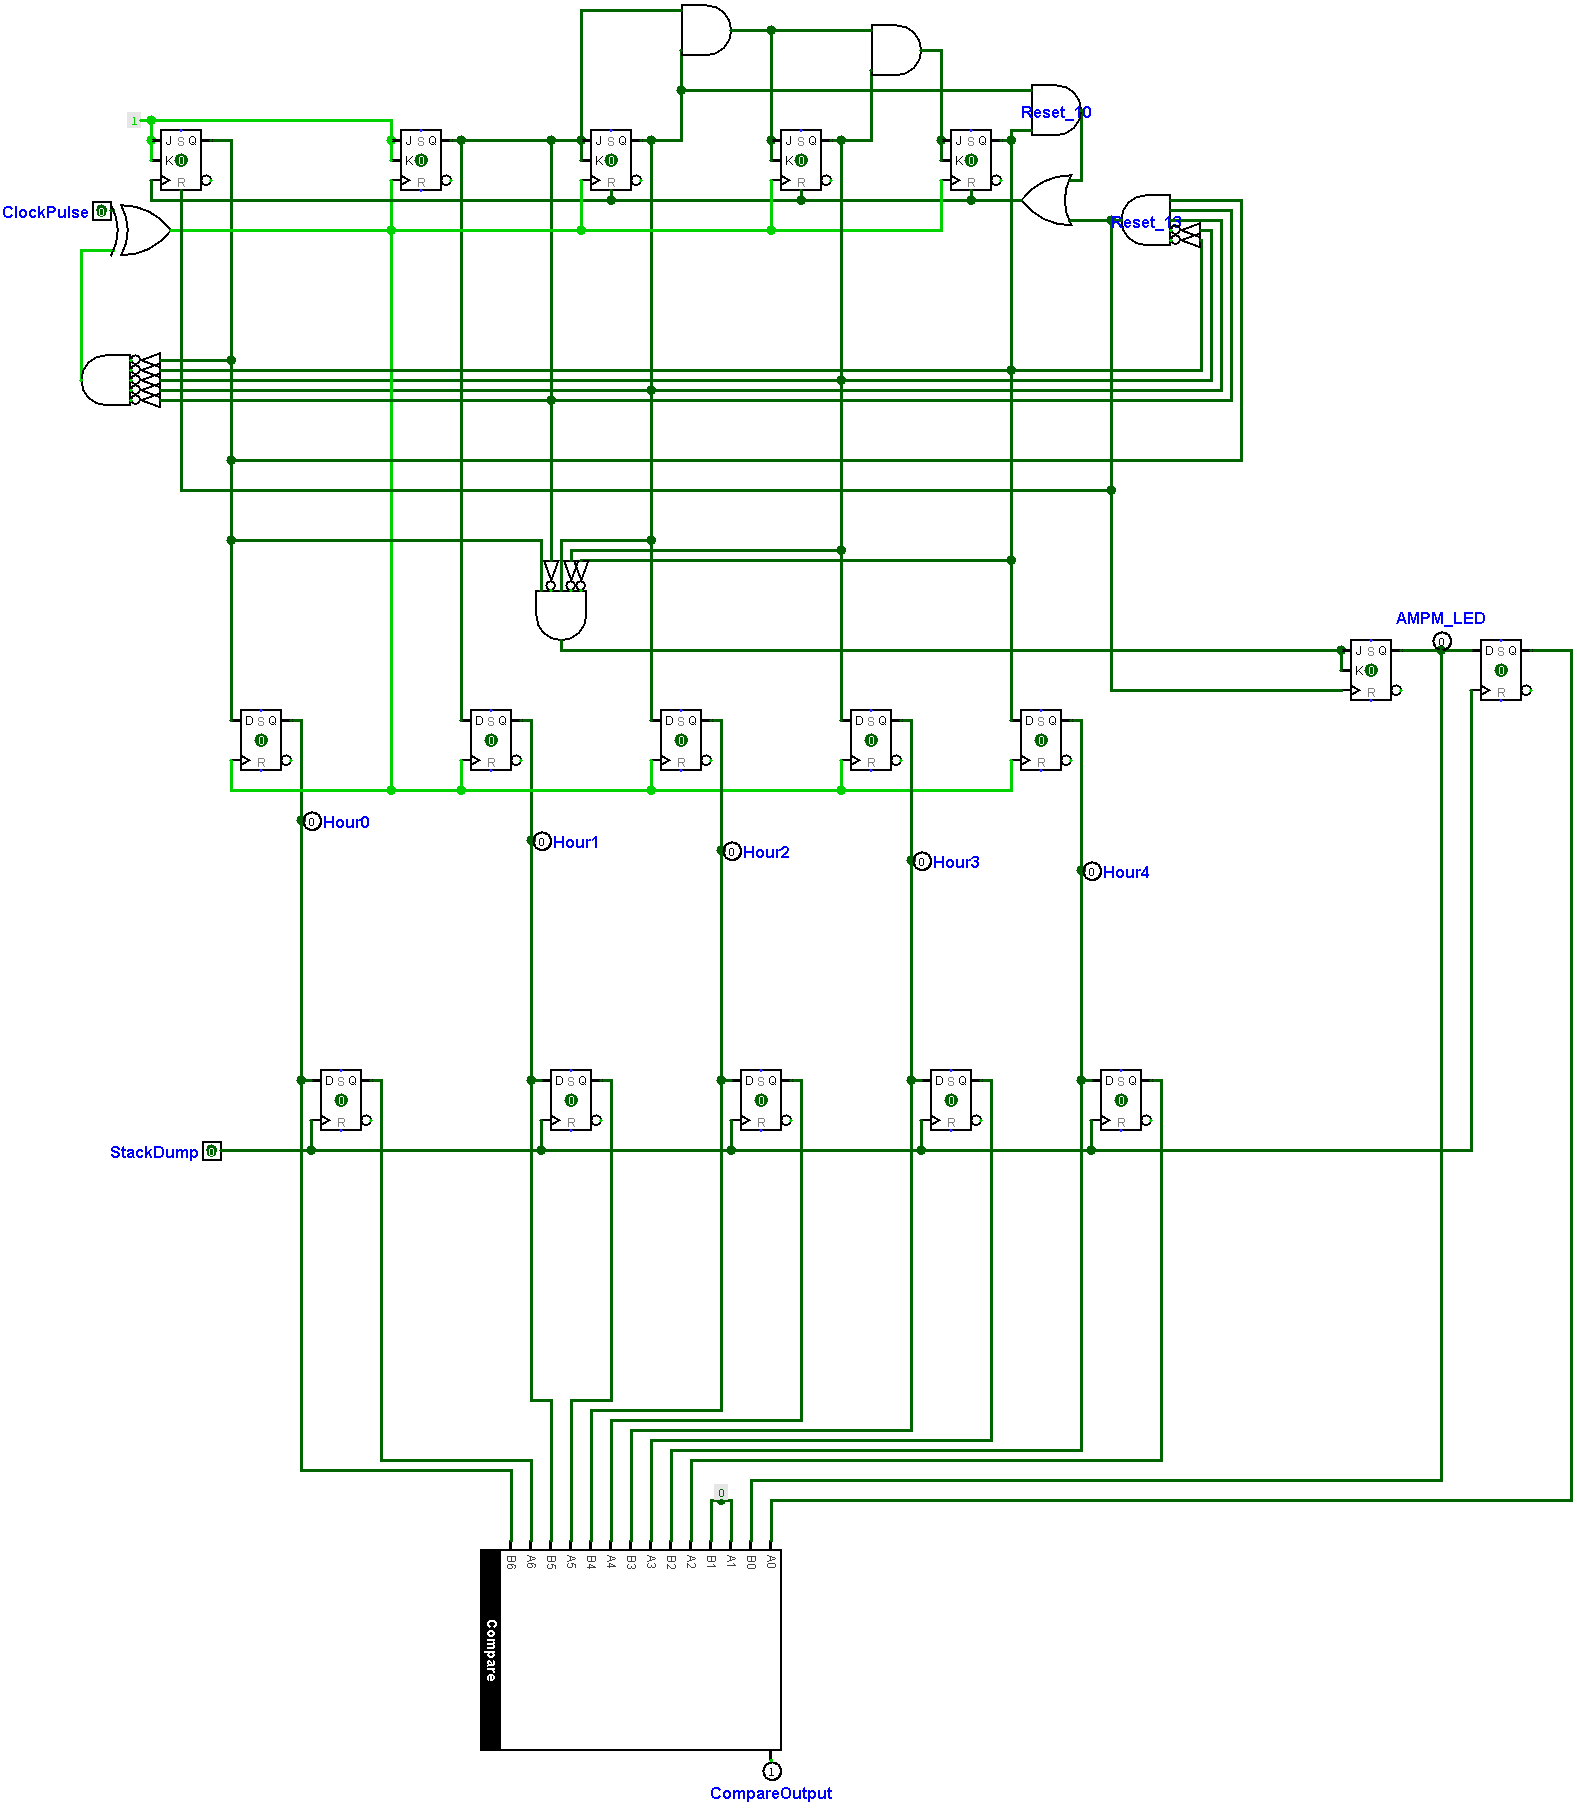 Reset_10
1
J S Q
J S Q
J S Q
J S Q
J S Q
K 0
K 0
K 0
K 0
K 0
R
R
R
R
R
ClockPulse 0
Reset_13
AMPM_LED
0
J S Q
D S Q
K 0
0
R
R
D S Q
D S Q
D S Q
D S Q
D S Q
0
0
0
0
0
R
R
R
R
R
0 Hour0
0 Hour1
0 Hour2
0 Hour3
0 Hour4
D S Q
D S Q
D S Q
D S Q
D S Q
0
0
0
0
0
R
R
R
R
R
StackDump 0
0
B6 A6 B5 A5 B4 A4 B3 A3 B2 A2 B1 A1 B0 A0
Compare
1
CompareOutput